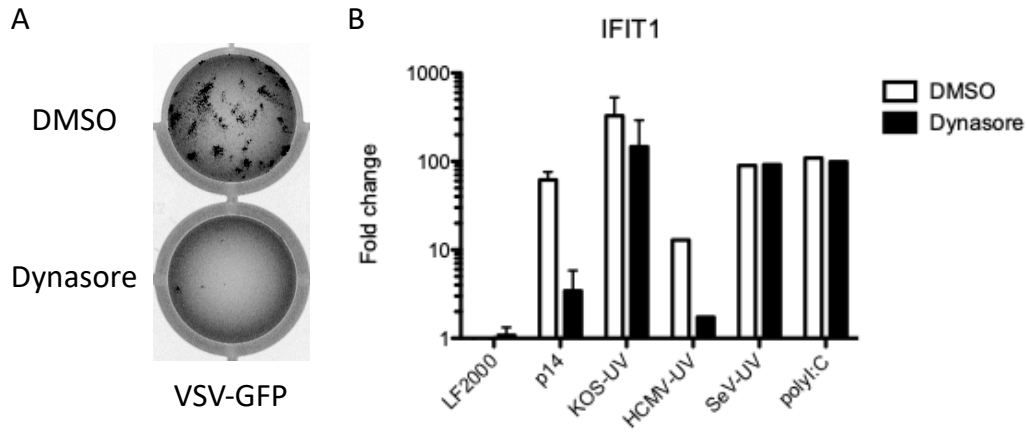 A
DMSO
Dynasore
VSV-GFP
B
IFIT1
Fold change
1000
100
10
1
LF2000
p14
KOS-UV
HCMV-UV
SeV-UV
polyI:C
DMSO
Dynasore